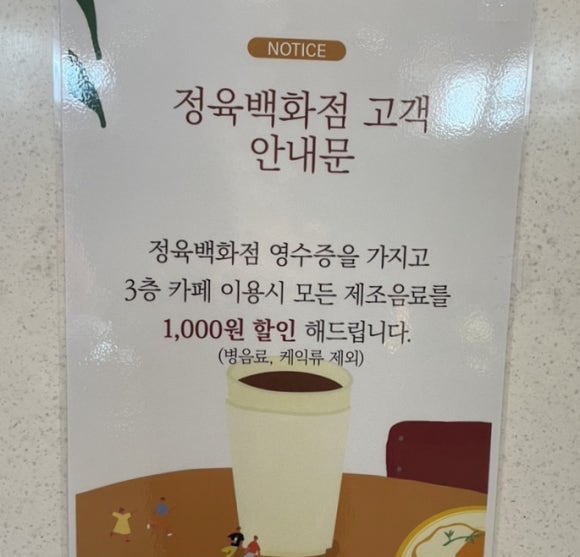 NOTICE
정육백화점 고객
안내문
정육백화점 영수증을 가지고
3층 카페 이용시 모든 제조음료를
1,000원 할인 해드립니다.
(병음료, 케익류 제외)